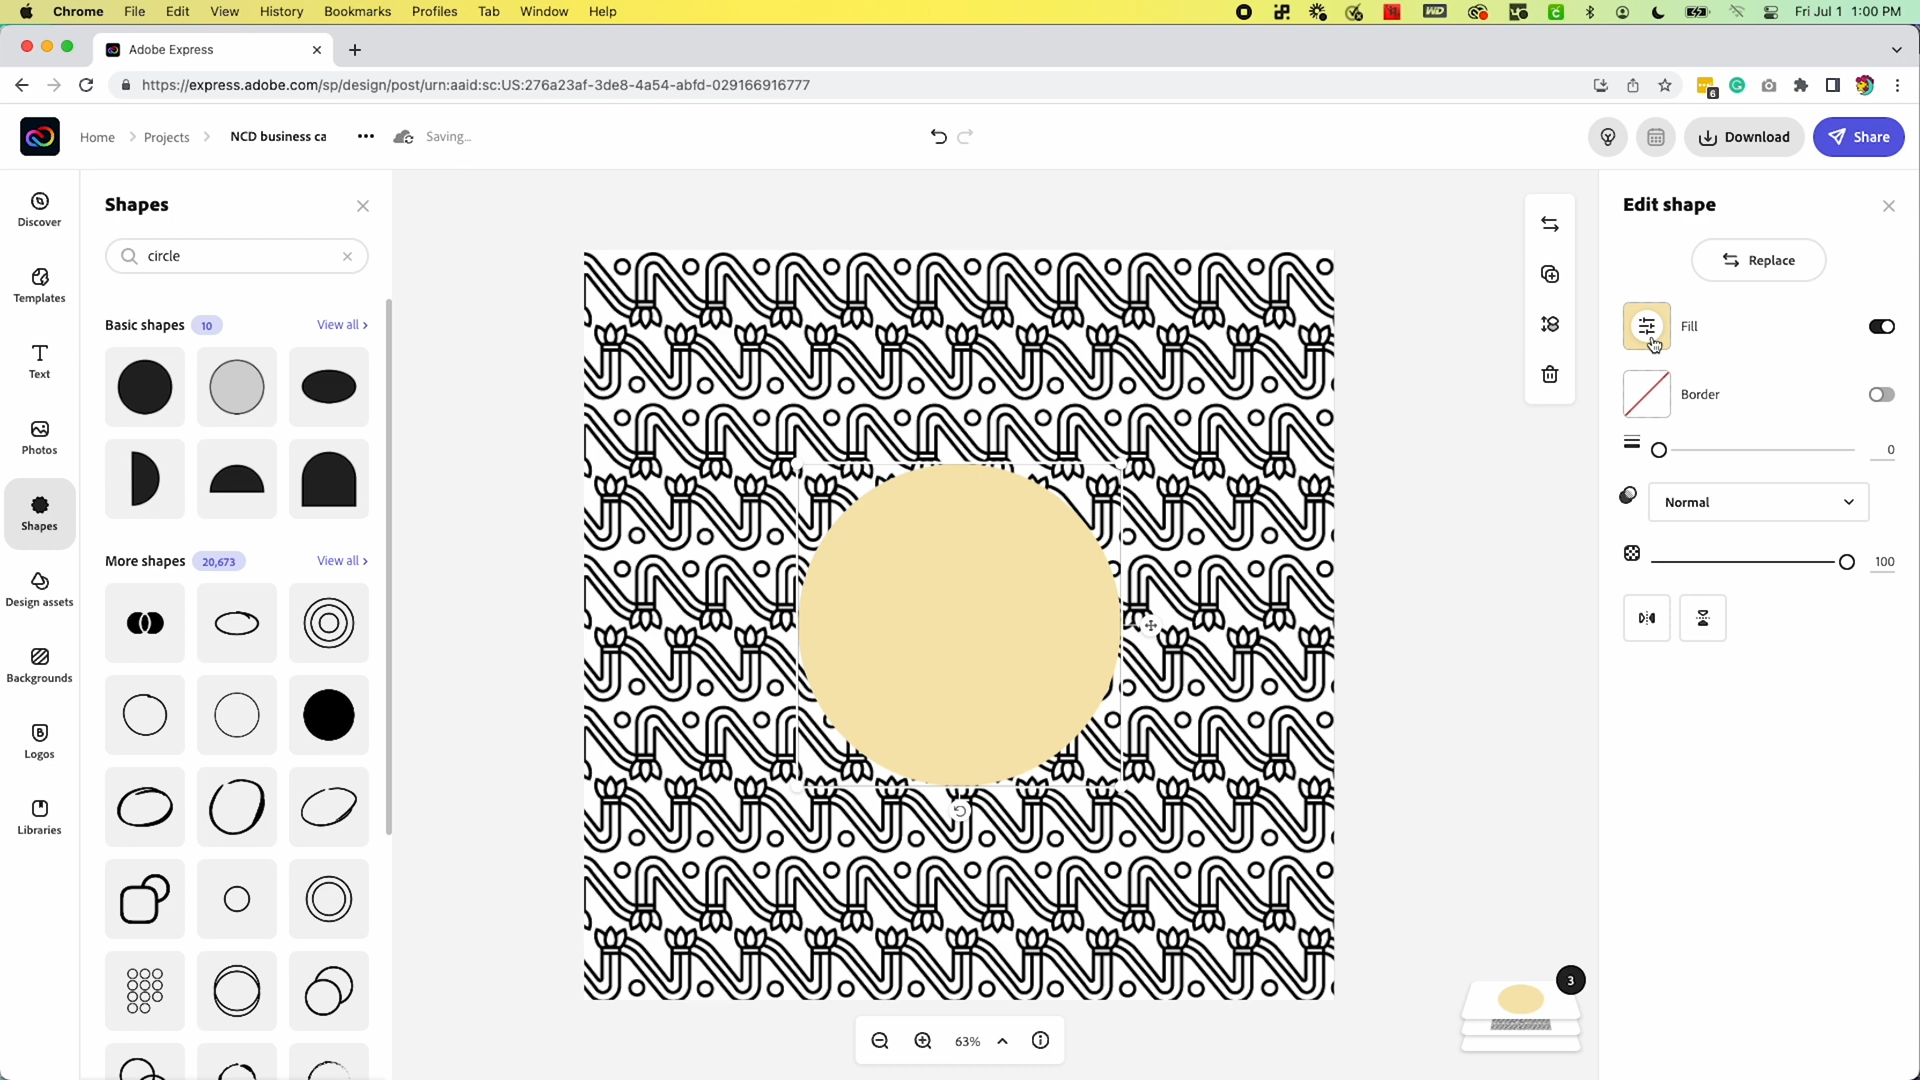 Chrome File Edit View History Bookmarks Profiles Tab Window Help
WD
Fri Jul 1 1:00 PM
Adobe Express
https://express.adobe.com/sp/design/post/urn:aaid:sc:US:276a23af-3de8-4a54-abfd-029166916777
6
Home Projects NCD business ca Saving...
Download Share
Discover
Templates
Text
Photos
Shapes
Design assets
Backgrounds
Logos
Libraries
Shapes
circle
Basic shapes 10 View all
More shapes 20,673 View all
63%
3
Edit shape
Replace
Fill
Border
0
Normal
100